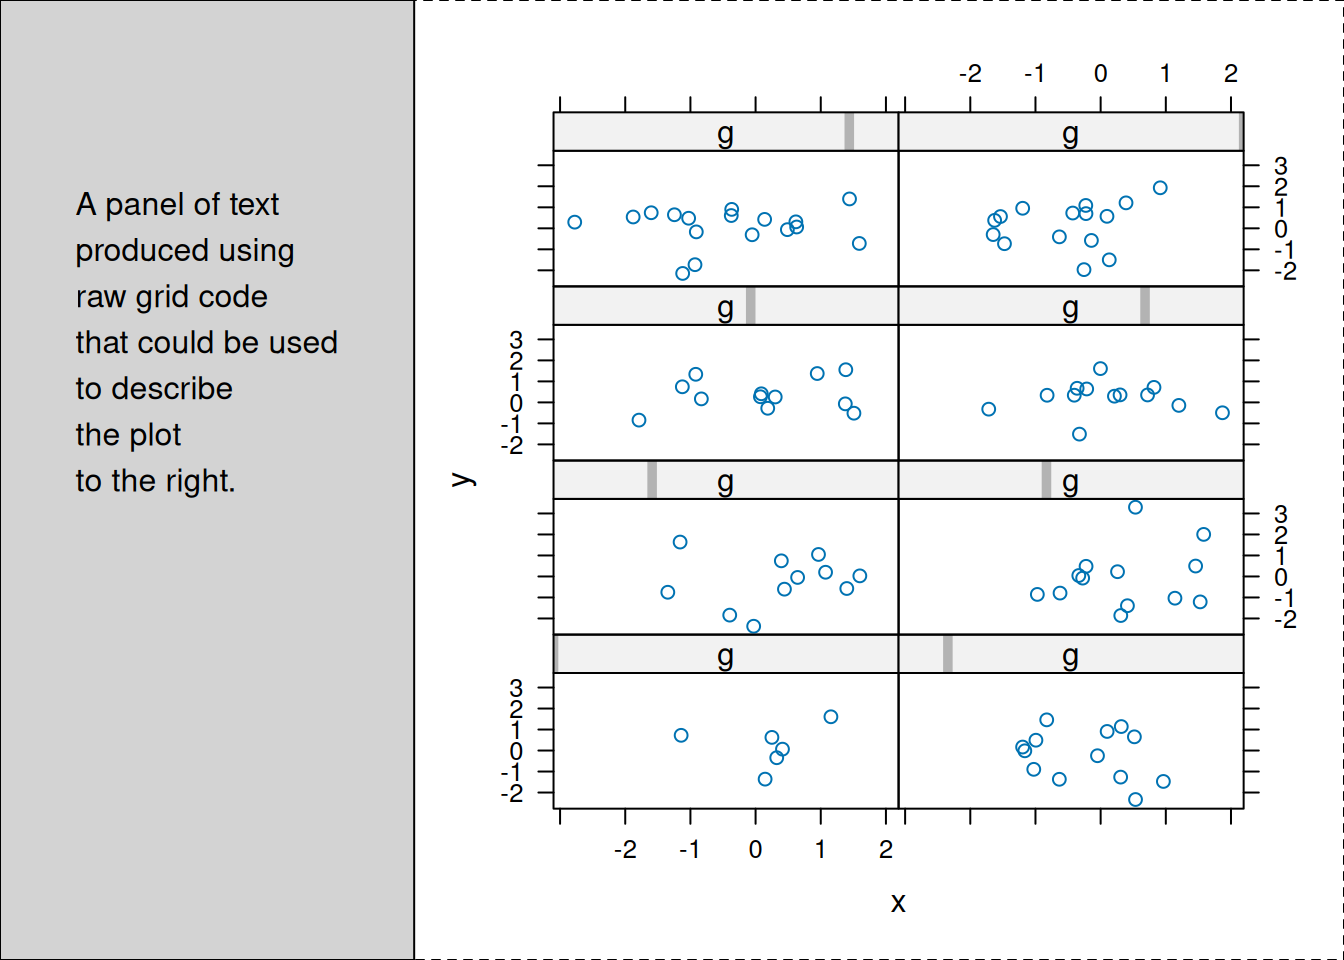 A panel of text
produced using
raw grid code
that could be used
to describe
the plot
to the right.
-2 -1 0 1 2
g g
3
2
1
0
-1
-2
g g
3
2
1
0
-1
-2
y
g g
3
2
1
0
-1
-2
g g
3
2
1
0
-1
-2
-2 -1 0 1 2
x